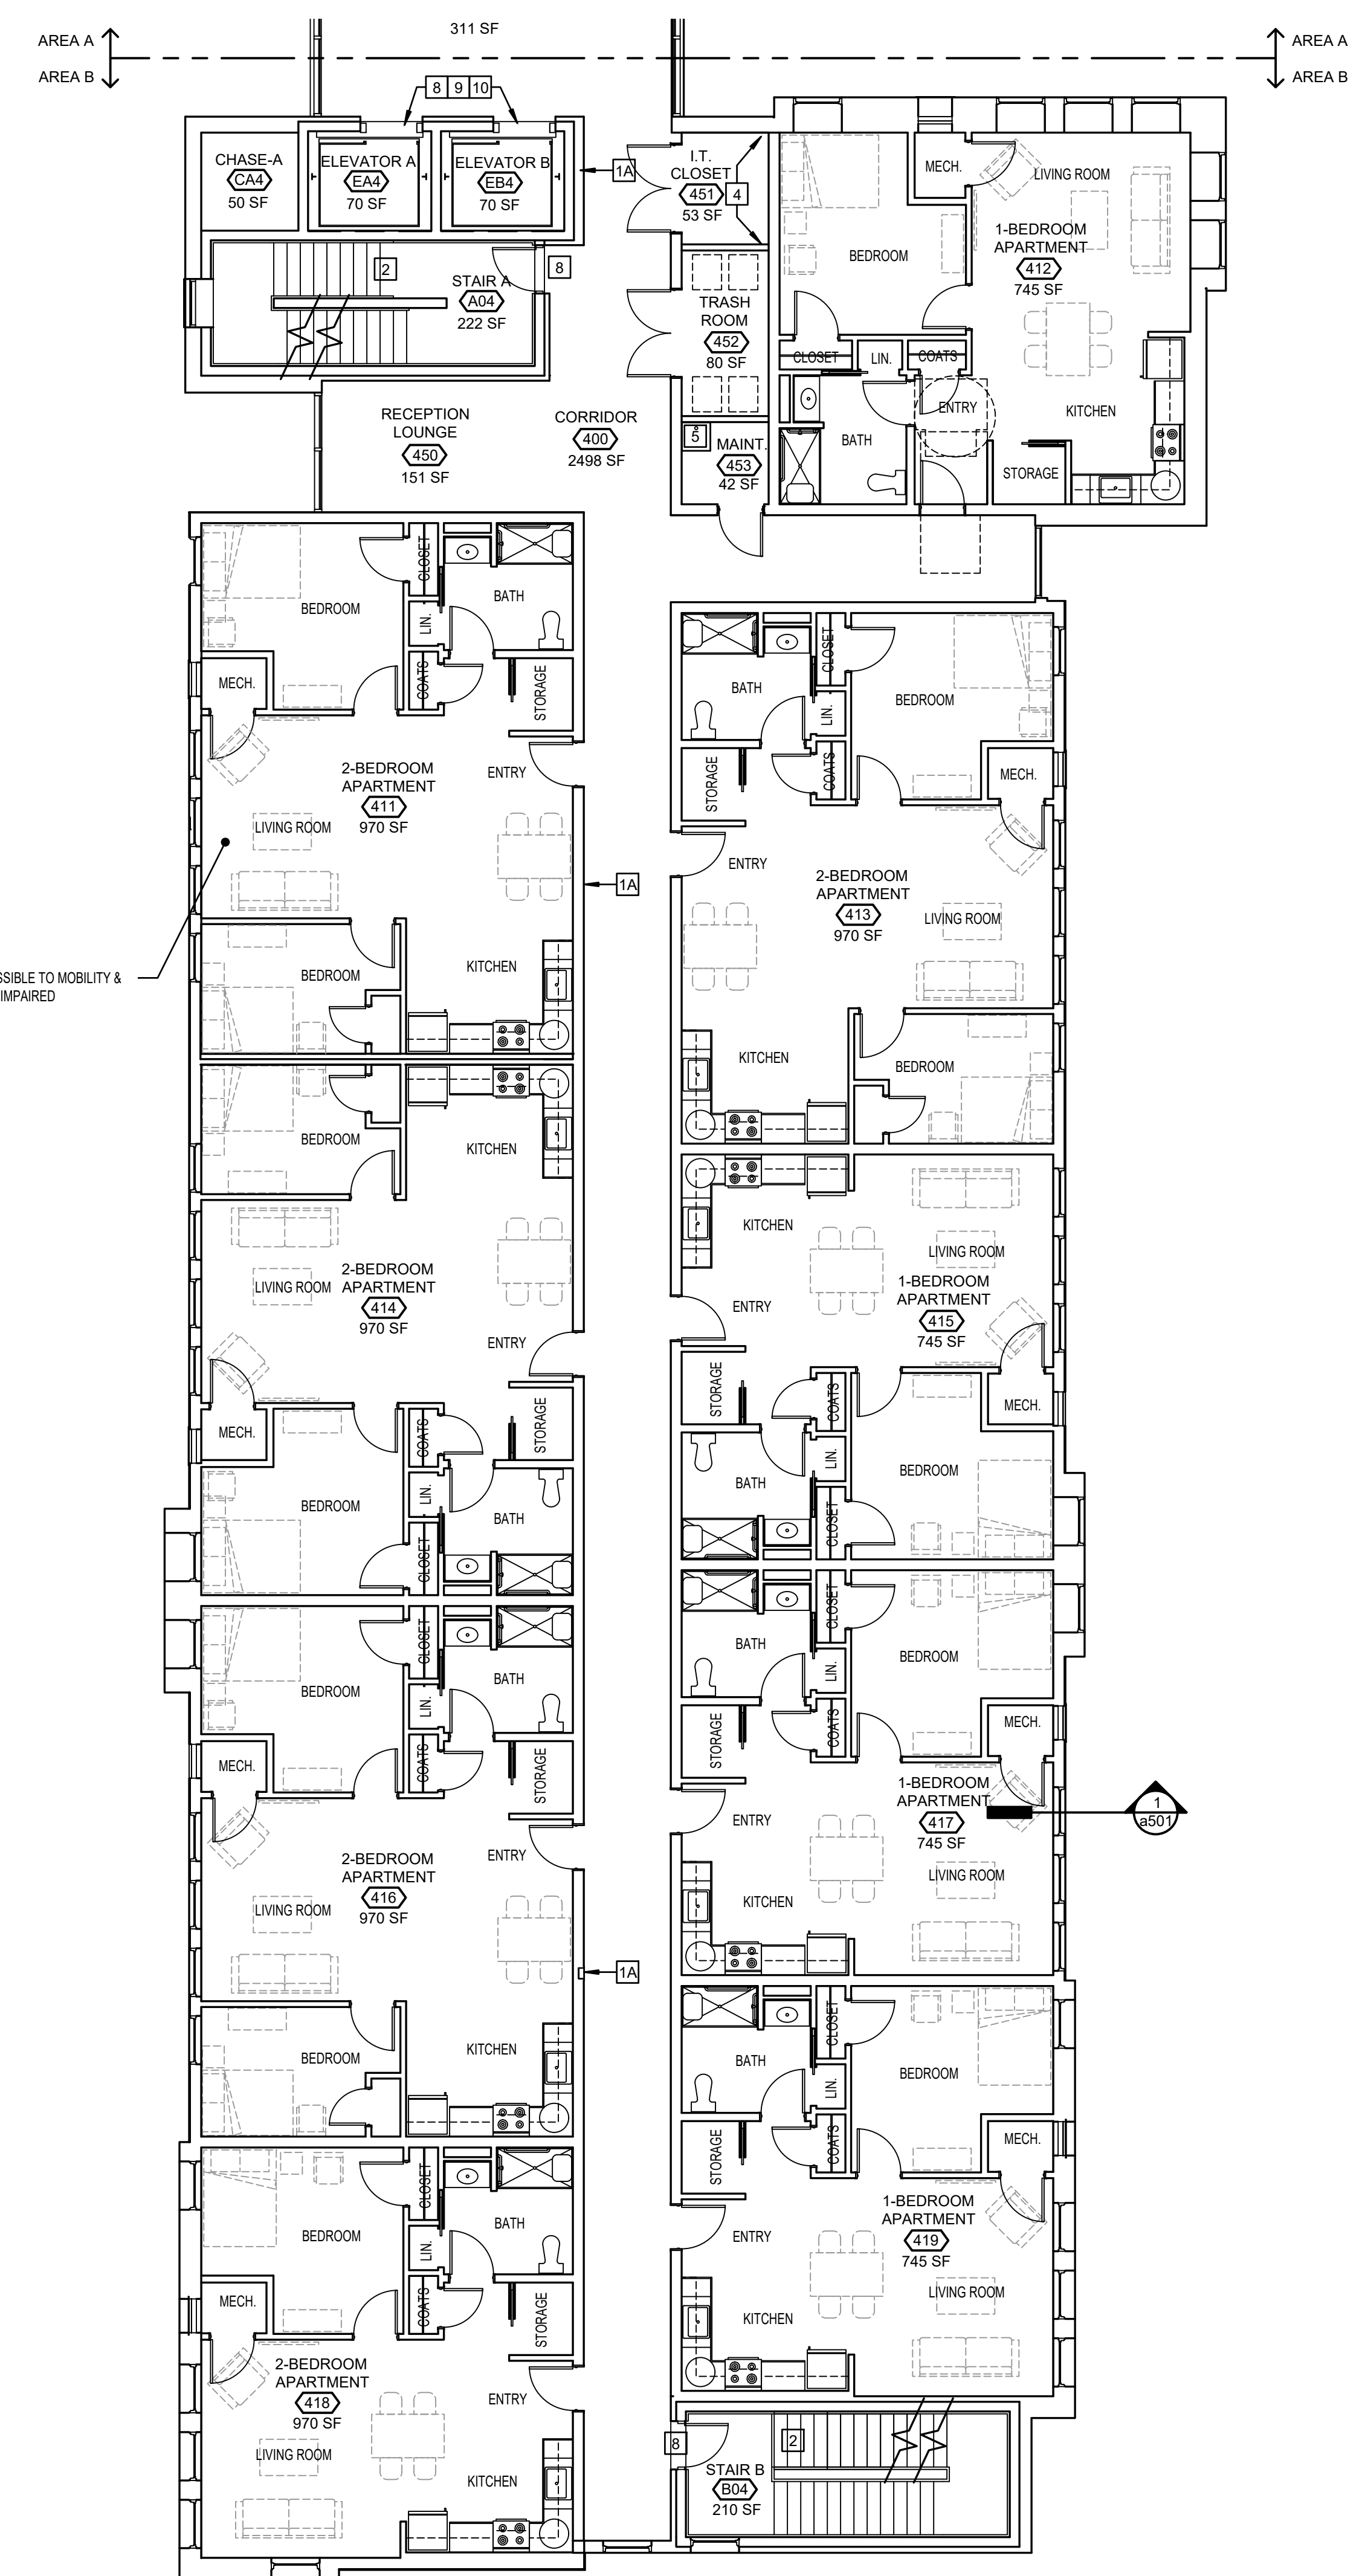 311 SF
AREA A
AREA A
AREA B
AREA B
8 9 10
CHASE-A
CA4
50 SF
ELEVATOR A
EA4
70 SF
ELEVATOR B
EB4
70 SF
1A
I.T.
CLOSET
451
53 SF
4
MECH.
LIVING ROOM
1-BEDROOM
APARTMENT
412
745 SF
BEDROOM
2
STAIR A
A04
222 SF
8
TRASH
ROOM
452
80 SF
CLOSET
LIN.
COATS
ENTRY
KITCHEN
BATH
STORAGE
RECEPTION
LOUNGE
450
151 SF
CORRIDOR
400
2498 SF
5
MAINT.
453
42 SF
BEDROOM
CLOSET
LIN.
COATS
BATH
STORAGE
MECH.
2-BEDROOM
APARTMENT
411
970 SF
ENTRY
LIVING ROOM
1A
BEDROOM
KITCHEN
SSIBLE TO MOBILITY &
IMPAIRED
BATH
CLOSET
LIN.
COATS
STORAGE
BEDROOM
MECH.
ENTRY
2-BEDROOM
APARTMENT
413
970 SF
LIVING ROOM
KITCHEN
BEDROOM
BEDROOM
KITCHEN
2-BEDROOM
APARTMENT
414
970 SF
LIVING ROOM
ENTRY
MECH.
COATS
STORAGE
LIN.
BEDROOM
BATH
CLOSET
KITCHEN
LIVING ROOM
1-BEDROOM
APARTMENT
415
745 SF
ENTRY
STORAGE
COATS
MECH.
BATH
LIN.
BEDROOM
CLOSET
BEDROOM
CLOSET
LIN.
BATH
COATS
STORAGE
MECH.
2-BEDROOM
APARTMENT
416
970 SF
ENTRY
LIVING ROOM
1A
BEDROOM
KITCHEN
BATH
CLOSET
LIN.
BEDROOM
COATS
STORAGE
MECH.
1-BEDROOM
APARTMENT
417
745 SF
ENTRY
LIVING ROOM
KITCHEN
1
a501
BEDROOM
CLOSET
LIN.
BATH
COATS
STORAGE
MECH.
2-BEDROOM
APARTMENT
418
970 SF
ENTRY
LIVING ROOM
KITCHEN
BATH
CLOSET
LIN.
BEDROOM
COATS
STORAGE
MECH.
1-BEDROOM
APARTMENT
419
745 SF
ENTRY
LIVING ROOM
KITCHEN
8
2
STAIR B
B04
210 SF